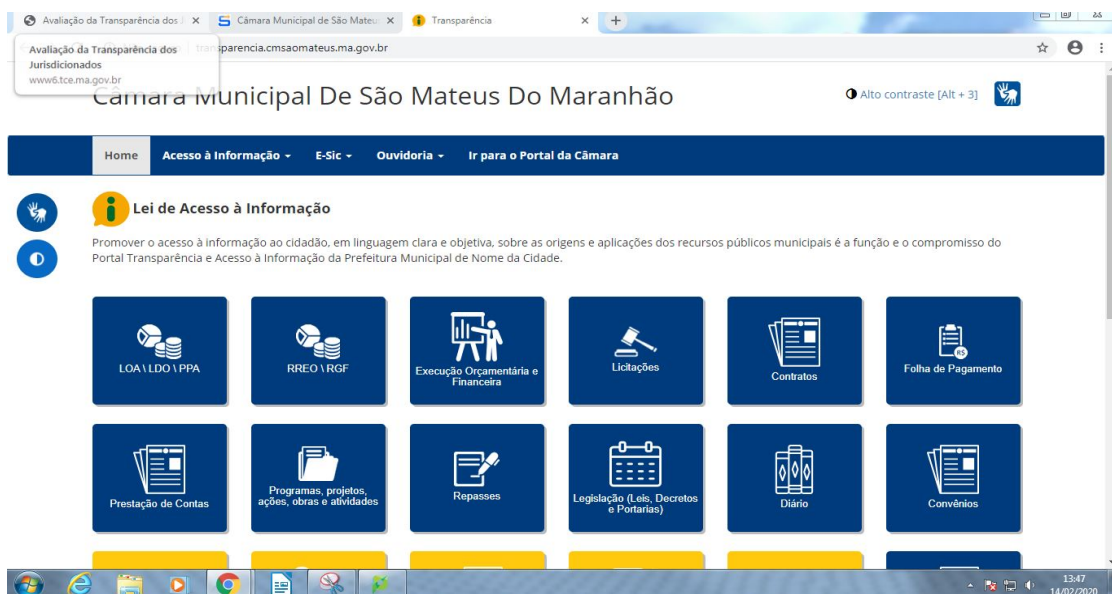 Avaliação da Transparência dos J
Câmara Municipal de São Mateu
Transparência
Avaliação da Transparência dos
Jurisdicionados
www6.tce.ma.gov.br
transparencia.cmsaomateus.ma.gov.br
Câmara Municipal De São Mateus Do Maranhão
Alto contraste [Alt + 3]
Home
Acesso à Informação
E-Sic
Ouvidoria
Ir para o Portal da Câmara
Lei de Acesso à Informação
Promover o acesso à informação ao cidadão, em linguagem clara e objetiva, sobre as origens e aplicações dos recursos públicos municipais é a função e o compromisso do
Portal Transparência e Acesso à Informação da Prefeitura Municipal de Nome da Cidade.
LOA \ LDO \ PPA
RREO \ RGF
Execução Orçamentária e
Financeira
Licitações
Contratos
R$
Folha de Pagamento
Prestação de Contas
Programas, projetos,
ações, obras e atividades
Repasses
Legislação (Leis, Decretos
e Portarias)
Diário
Convênios
13:47
14/02/2020